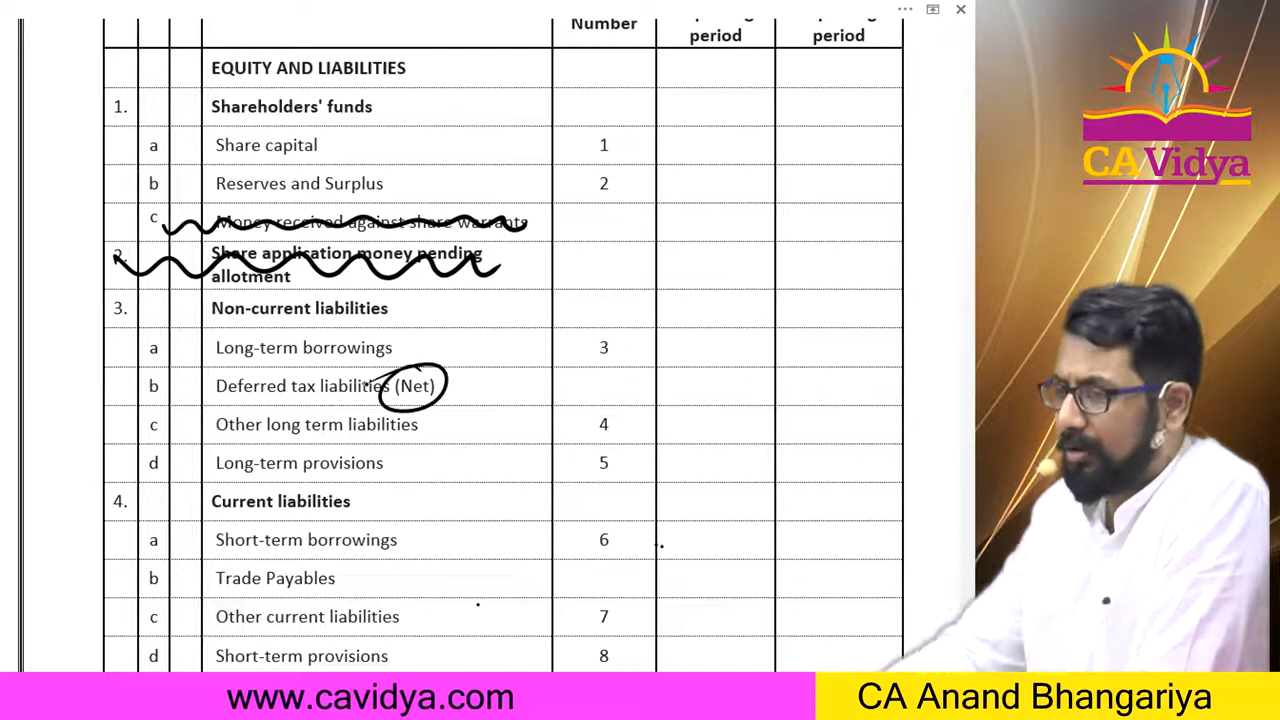 Number
period period
EQUITY AND LIABILITIES
1. Shareholders' funds
a Share capital 1
b Reserves and Surplus 2
c Money received against share warrants
2. Share application money pending
allotment
3. Non-current liabilities
a Long-term borrowings 3
b Deferred tax liabilities (Net)
c Other long term liabilities 4
d Long-term provisions 5
4. Current liabilities
a Short-term borrowings 6
b Trade Payables
c Other current liabilities 7
d Short-term provisions 8
CA Vidya
www.cavidya.com
CA Anand Bhangariya